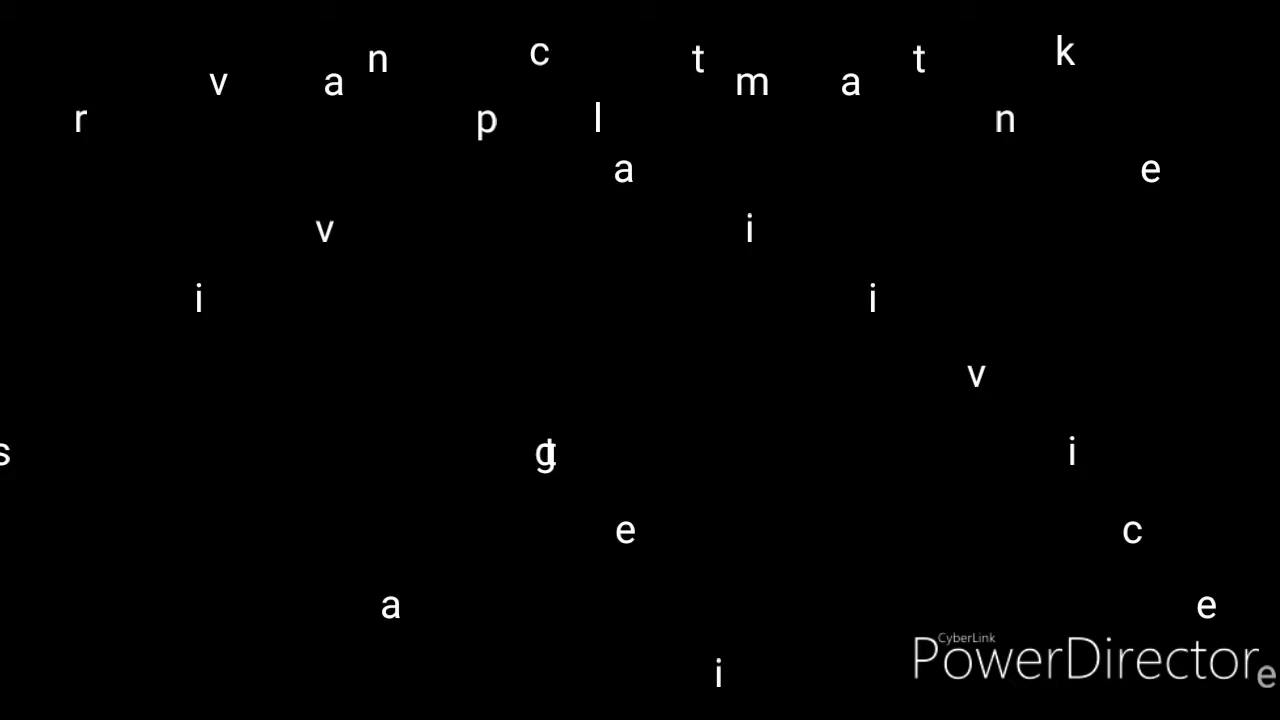 n c t t k
v a m a
r p l n
a e
v i
i i
v
s g t i
e c
a e
CyberLink
PowerDirector
i e